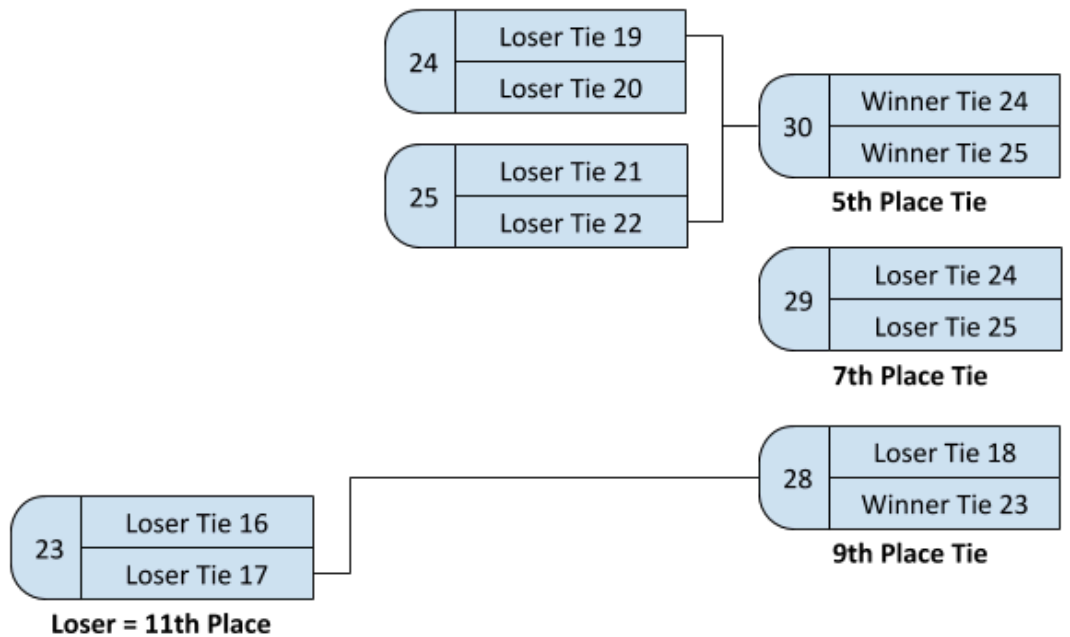 24
Loser Tie 19
Loser Tie 20
30
Winner Tie 24
Winner Tie 25
5th Place Tie
25
Loser Tie 21
Loser Tie 22
29
Loser Tie 24
Loser Tie 25
7th Place Tie
28
Loser Tie 18
Winner Tie 23
9th Place Tie
23
Loser Tie 16
Loser Tie 17
Loser = 11th Place